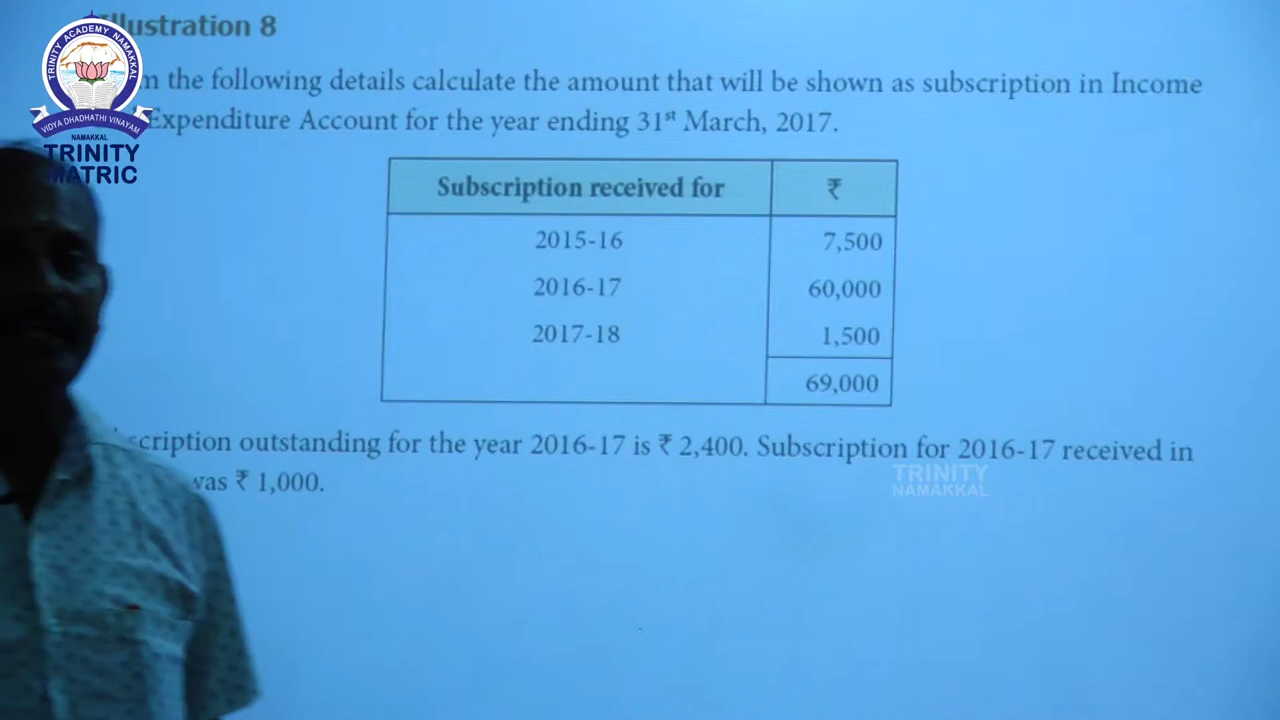 TRINITY ACADEMY NAMAKKAL
VIDYA DHADHATHI VINAYAM
NAMAKKAL
TRINITY
MATRIC
lustration 8
n the following details calculate the amount that will be shown as subscription in Income
Expenditure Account for the year ending 31st March, 2017.
Subscription received for ₹
2015-16 7,500
2016-17 60,000
2017-18 1,500
69,000
scription outstanding for the year 2016-17 is ₹ 2,400. Subscription for 2016-17 received in
vas ₹ 1,000.
TRINITY
NAMAKKAL